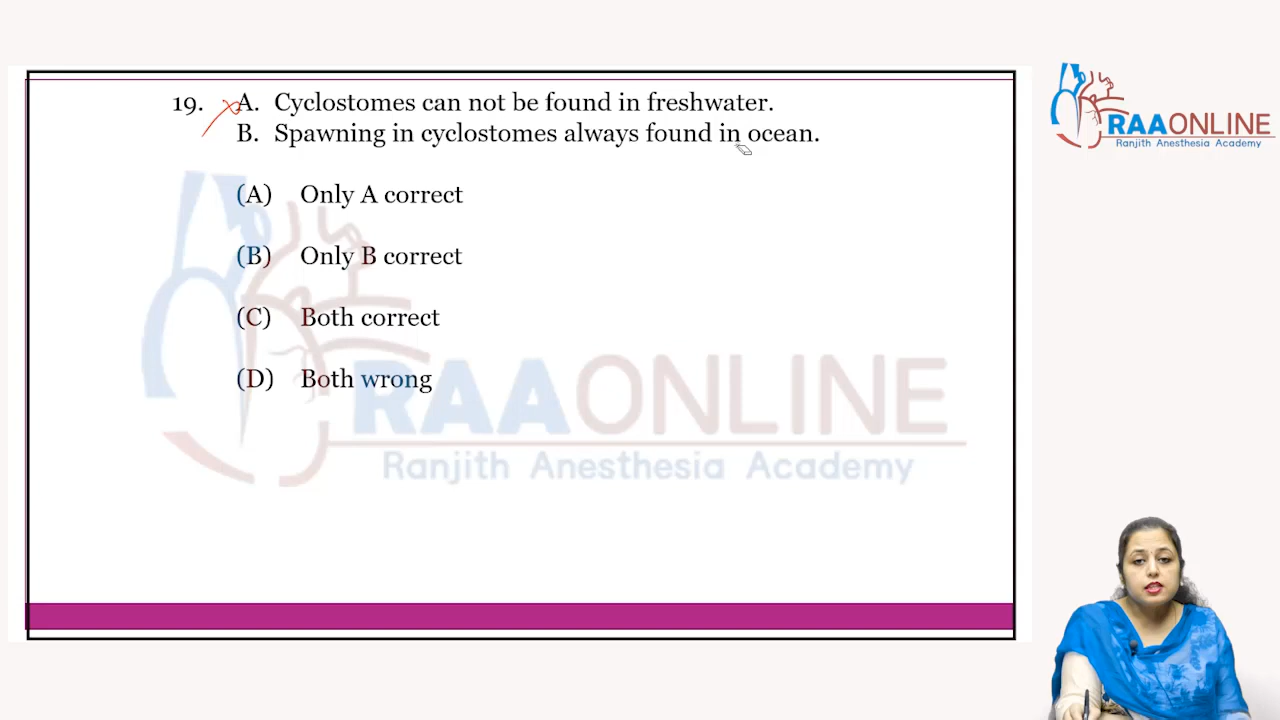 19. A. Cyclostomes can not be found in freshwater.
B. Spawning in cyclostomes always found in ocean.
(A) Only A correct
(B) Only B correct
(C) Both correct
(D) Both wrong
RAAONLINE
Ranjith Anesthesia Academy
RAAONLINE
Ranjith Anesthesia Academy